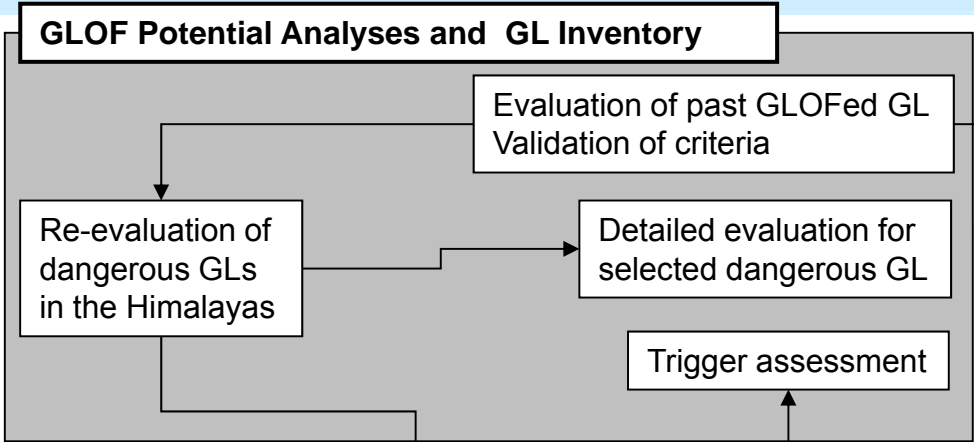 GLOF Potential Analyses and GL Inventory
Evaluation of past GLOFed GL
Validation of criteria
Re-evaluation of
dangerous GLs
in the Himalayas
Detailed evaluation for
selected dangerous GL
Trigger assessment